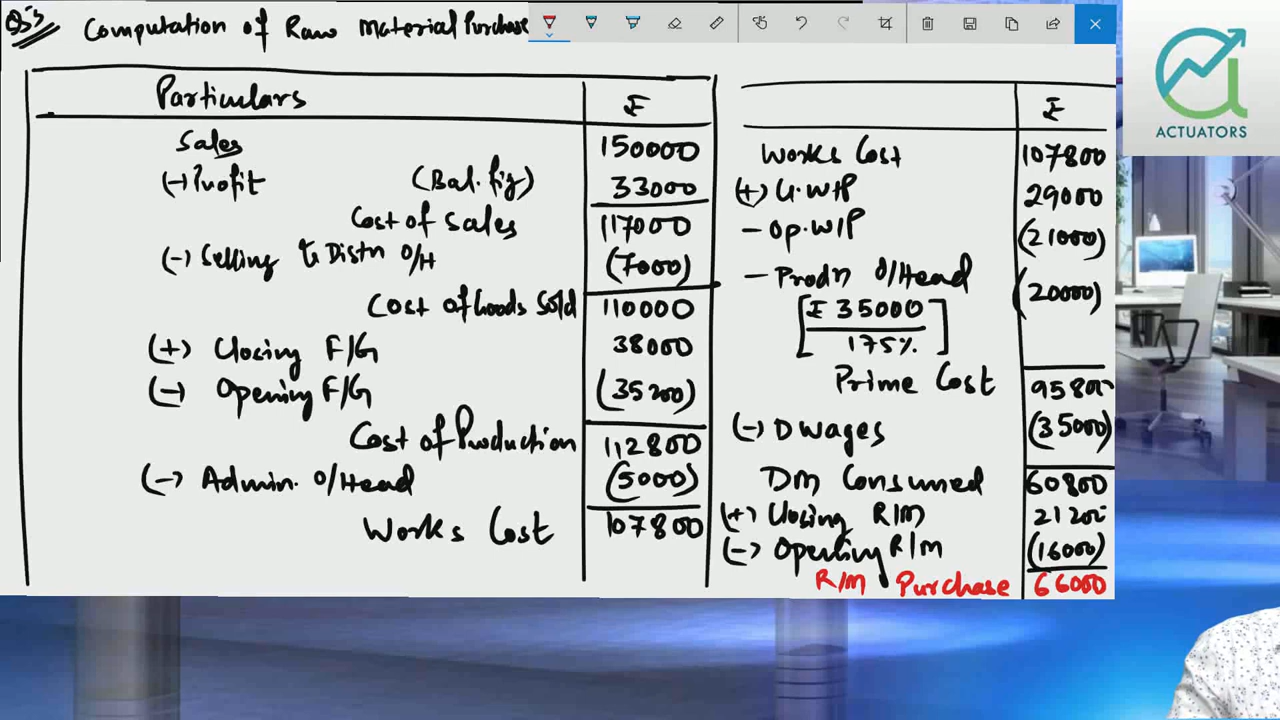 Q5's Computation of Raw Material Purchase
Particulars ₹
Sales 150000
(-) Profit (Bal. fig) 33000
Cost of Sales 117000
(-) Selling & Distn O/H (7000)
Cost of Goods Sold 110000
(+) Closing F/G 38000
(-) Opening F/G (35200)
Cost of Production 112800
(-) Admin. O/Head (5000)
Works Cost 107800
₹
Works Cost 107800
(+) Cl. WIP 29000
- Op. WIP (21000)
- Prodn O/Head (20000)
[₹ 35000
175%]
Prime Cost 95800
(-) D wages (35000)
DM Consumed 60800
(+) Closing R/M 21200
(-) Opening R/M (16000)
R/M Purchase 66000
ACTUATORS